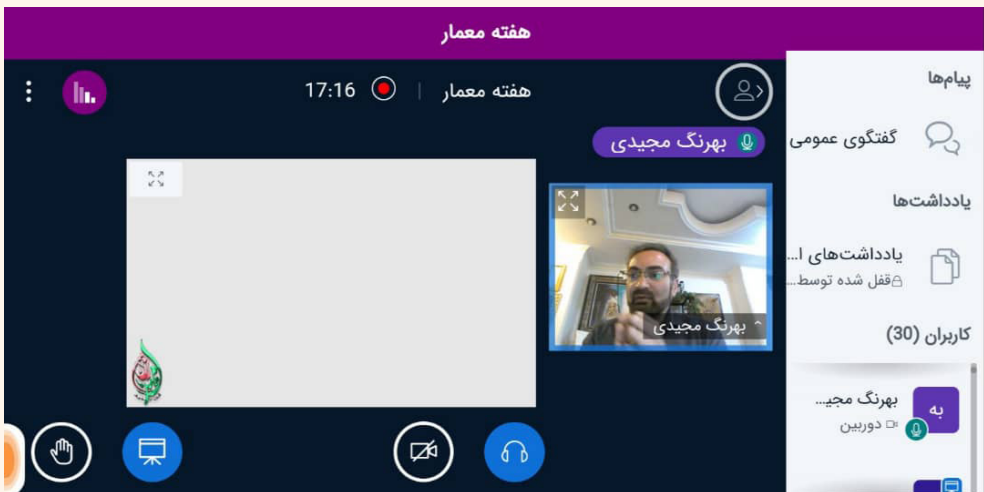 هفته معمار
هفته معمار | 17:16
بهرنگ مجیدی
بهرنگ مجیدی
پیام‌ها
گفتگوی عمومی
یادداشت‌ها
یادداشت‌های ا...
قفل شده توسط...
کاربران (30)
به
بهرنگ مجیـ...
دوربین